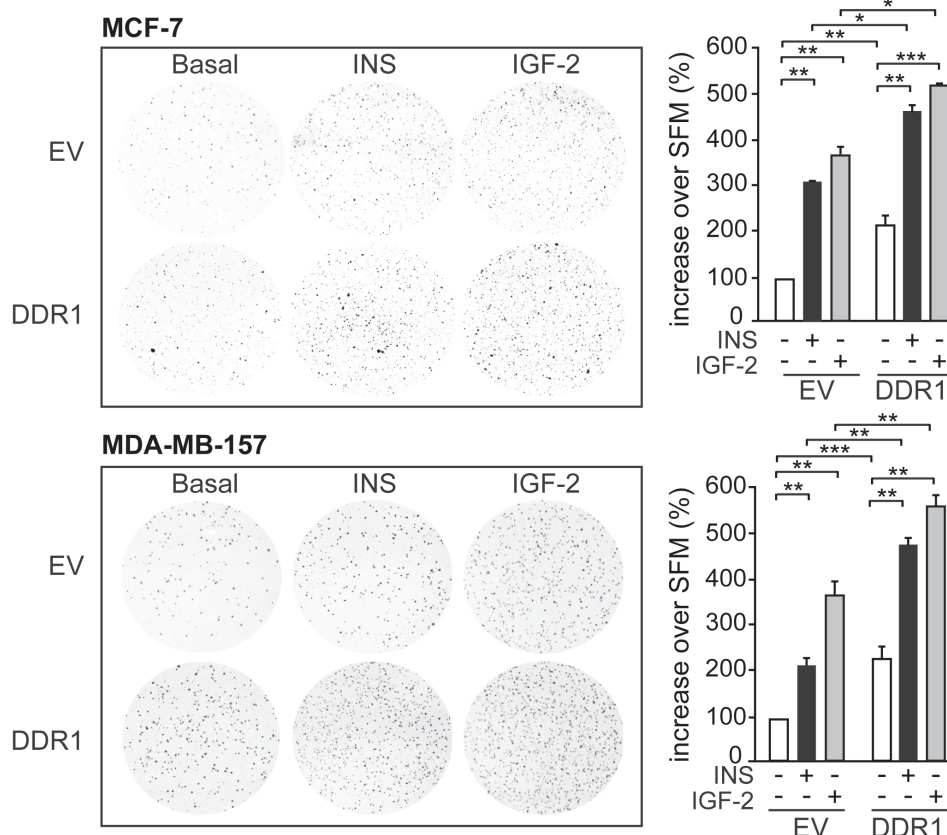 MCF-7
Basal INS IGF-2
EV
DDR1
increase over SFM (%)
600
500
400
300
200
100
0
* 
*
**
**
**
***
**
INS - + - - + -
IGF-2 - - + - - +
EV DDR1
MDA-MB-157
Basal INS IGF-2
EV
DDR1
increase over SFM (%)
600
500
400
300
200
100
0
**
**
***
**
**
**
**
INS - + - - + -
IGF-2 - - + - - +
EV DDR1